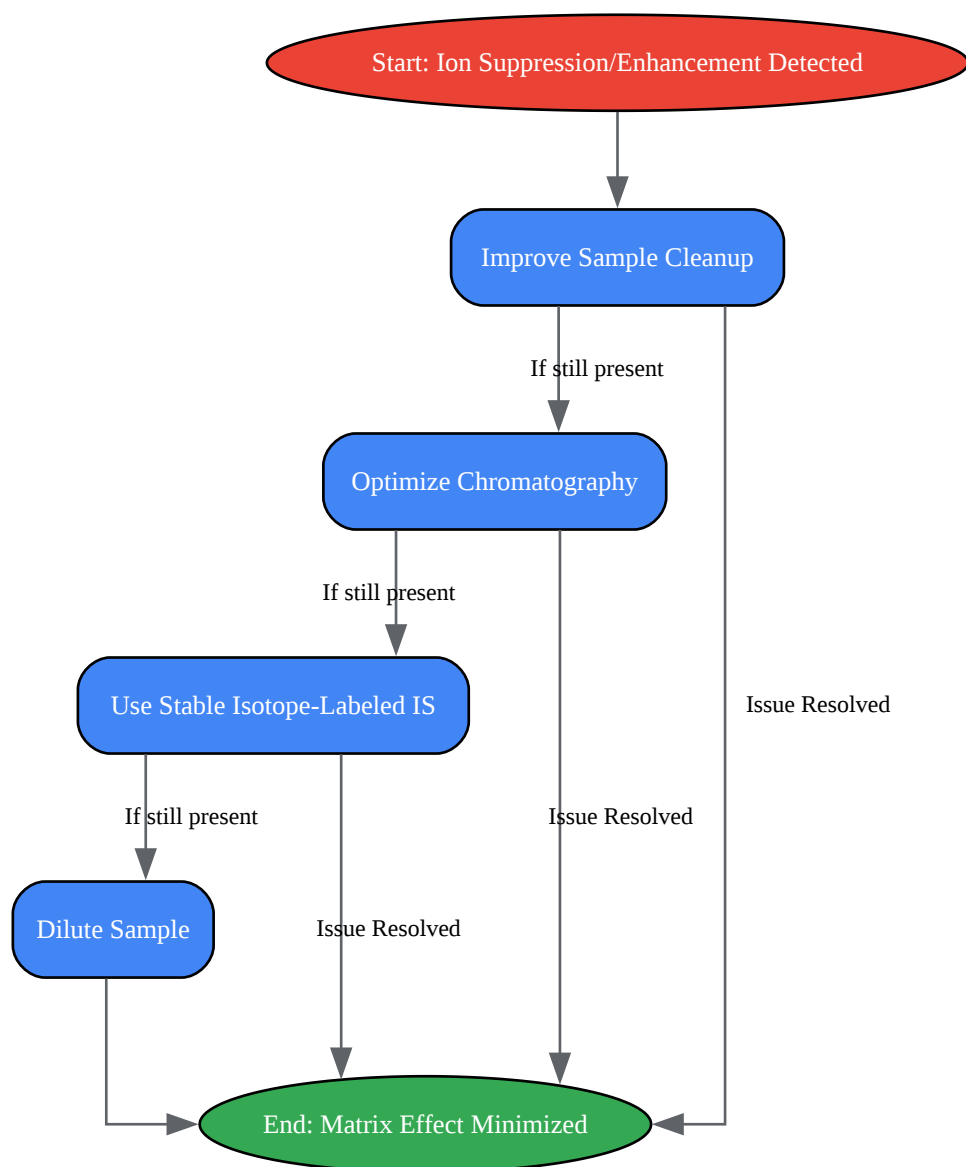 Start: Ion Suppression/Enhancement Detected
Improve Sample Cleanup
If still present
Optimize Chromatography
If still present
Use Stable Isotope-Labeled IS
Issue Resolved
If still present
Issue Resolved
Dilute Sample
Issue Resolved
End: Matrix Effect Minimized